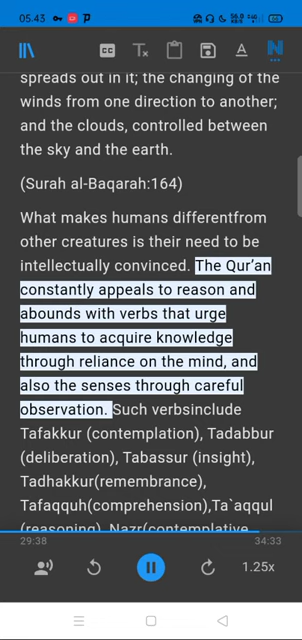 05.43
CC
spreads out in it; the changing of the
winds from one direction to another;
and the clouds, controlled between
the sky and the earth.
(Surah al-Baqarah:164)
What makes humans differentfrom
other creatures is their need to be
intellectually convinced. The Qur’an
constantly appeals to reason and
abounds with verbs that urge
humans to acquire knowledge
through reliance on the mind, and
also the senses through careful
observation. Such verbsinclude
Tafakkur (contemplation), Tadabbur
(deliberation), Tabassur (insight),
Tadhakkur(remembrance),
Tafaqquh(comprehension),Ta`aqqul
(reasoning), Nazr(contemplative
29:38 34:33
1.25x